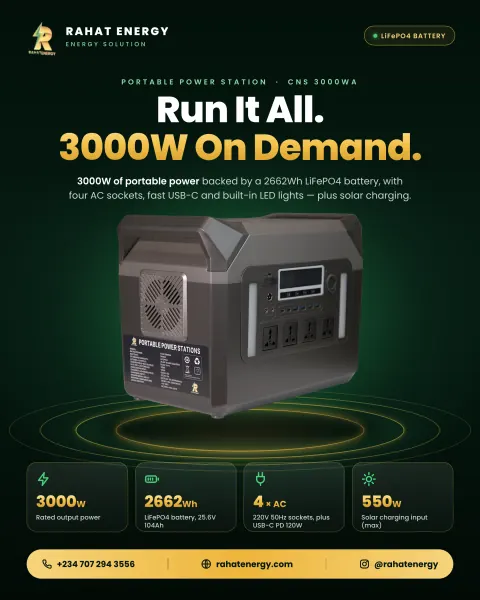 RAHAT ENERGY
ENERGY SOLUTION
LiFePO4 BATTERY
PORTABLE POWER STATION · CNS 3000WA
Run It All.
3000W On Demand.
3000W of portable power backed by a 2662Wh LiFePO4 battery, with
four AC sockets, fast USB-C and built-in LED lights — plus solar charging.
PORTABLE POWER STATIONS
3000W
Rated output power
2662Wh
LiFePO4 battery, 25.6V
104Ah
4 × AC
220V 50Hz sockets, plus
USB-C PD 120W
550W
Solar charging input
(max)
+234 707 294 3556
rahatenergy.com
@rahatenergy